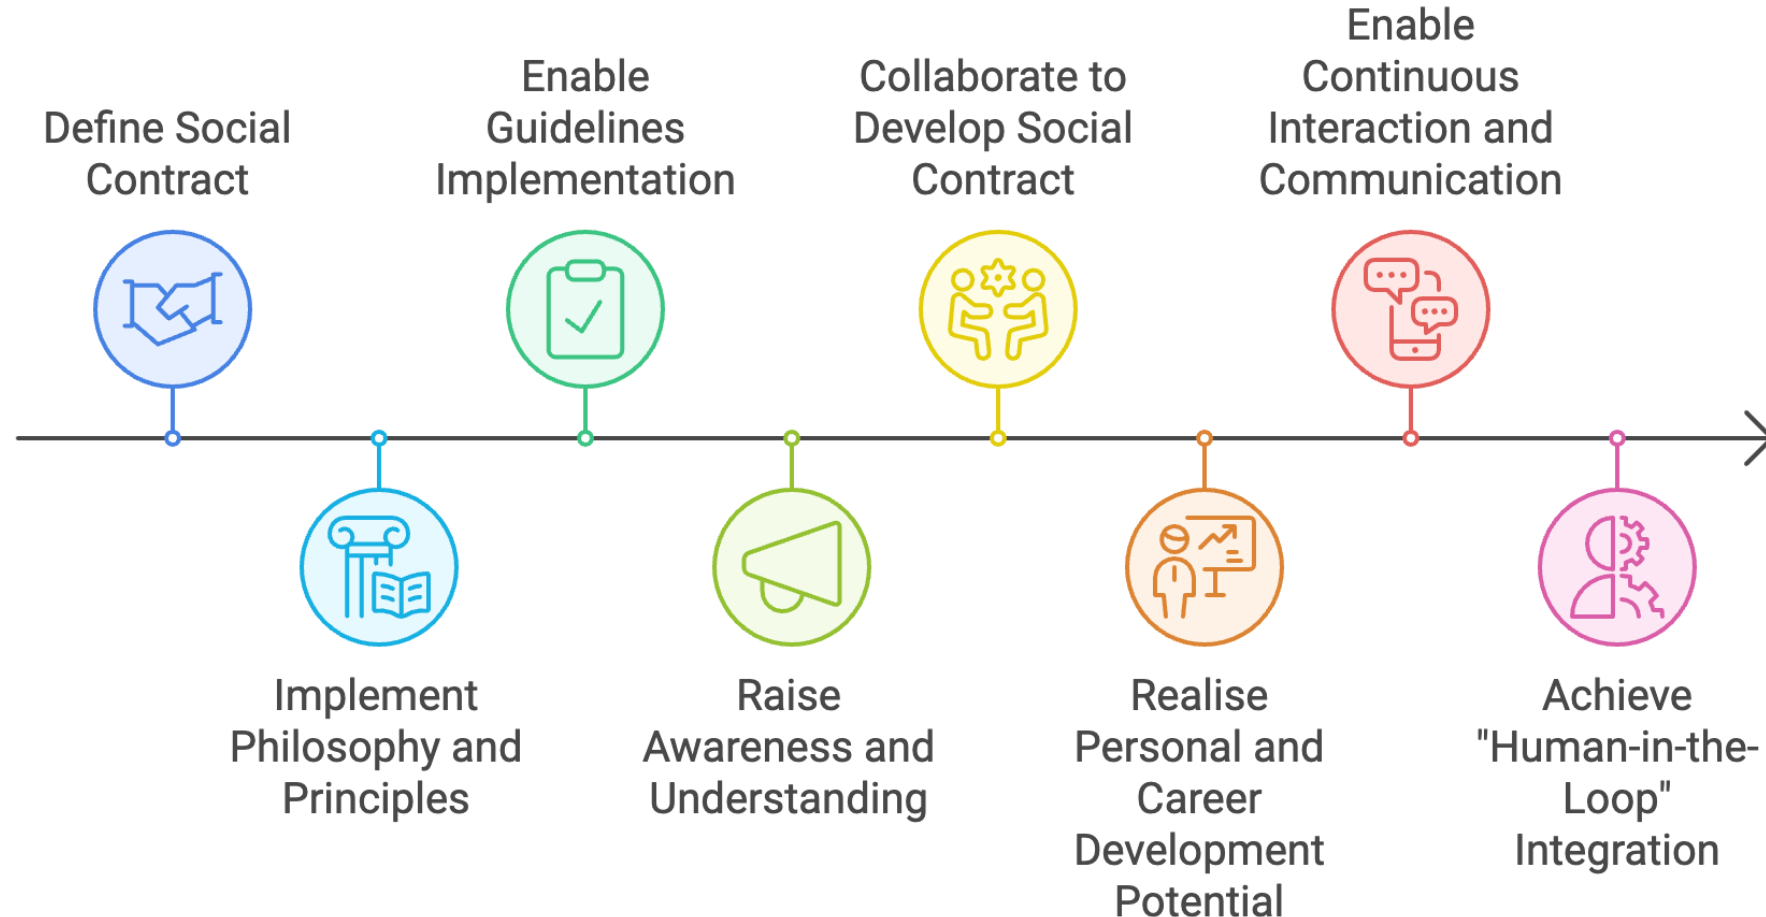 Define Social
Contract
Implement
Philosophy and
Principles
Enable
Guidelines
Implementation
Raise
Awareness and
Understanding
Collaborate to
Develop Social
Contract
Realise
Personal and
Career
Development
Potential
Enable
Continuous
Interaction and
Communication
Achieve
"Human-in-the-
Loop"
Integration